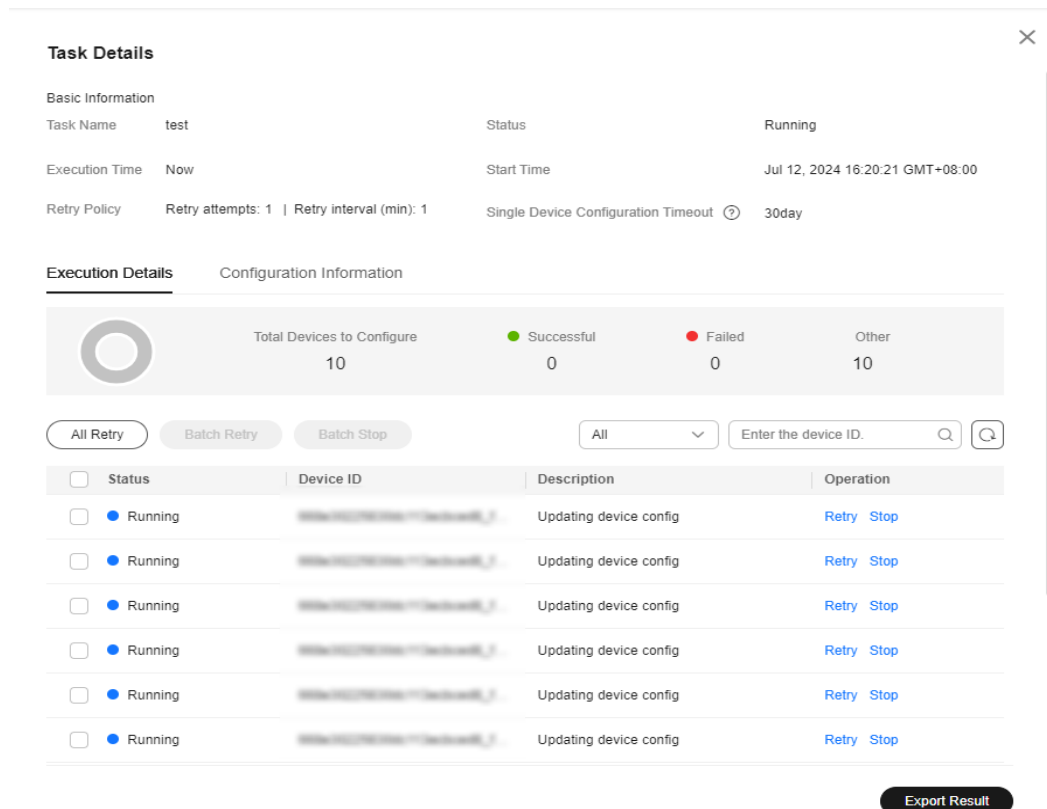 Task Details
Basic Information
Task Name test Status Running
Execution Time Now Start Time Jul 12, 2024 16:20:21 GMT+08:00
Retry Policy Retry attempts: 1 | Retry interval (min): 1 Single Device Configuration Timeout ? 30day
Execution Details Configuration Information
Total Devices to Configure Successful Failed Other
10 0 0 10
All Retry Batch Retry Batch Stop All Enter the device ID.
Status Device ID Description Operation
Running Updating device config Retry Stop
Running Updating device config Retry Stop
Running Updating device config Retry Stop
Running Updating device config Retry Stop
Running Updating device config Retry Stop
Running Updating device config Retry Stop
Export Result